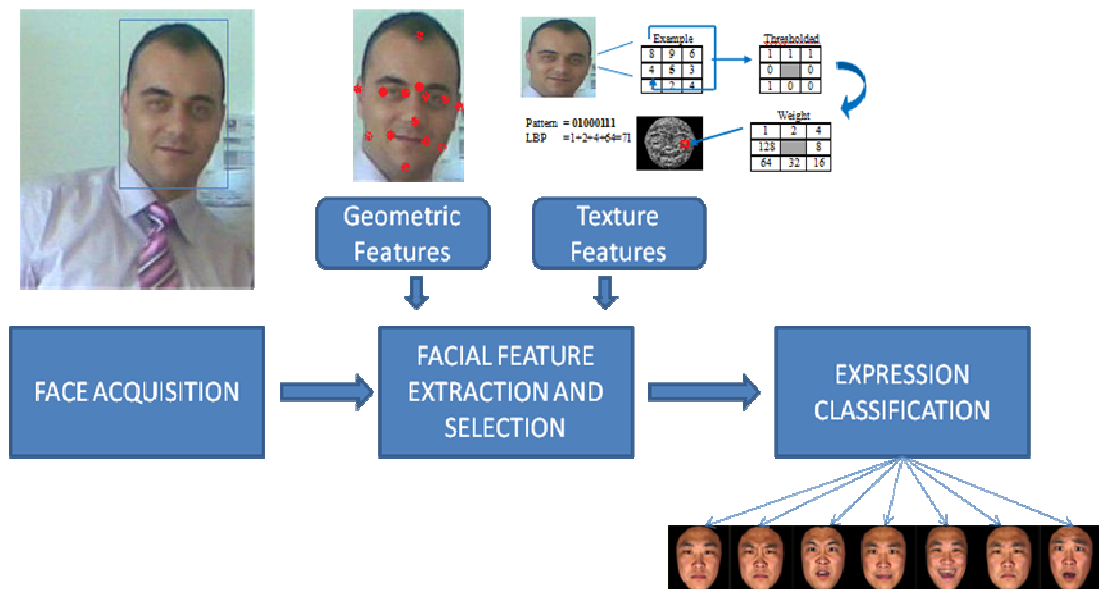 Example
8 9 6
4 5 3
2 4
Thresholded
1 1 1
0 0
1 0 0
Pattern = 01000111
LBP =1+2+4+64=71
Weight
1 2 4
128 8
64 32 16
Geometric
Features
Texture
Features
FACE ACQUISITION
FACIAL FEATURE
EXTRACTION AND
SELECTION
EXPRESSION
CLASSIFICATION